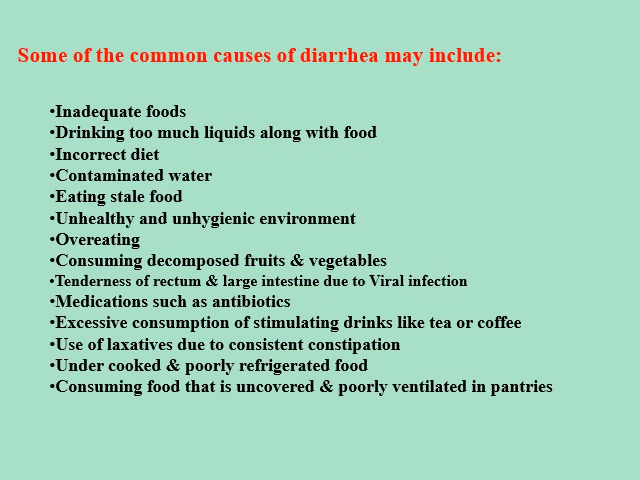 Some of the common causes of diarrhea may include:
•Inadequate foods
•Drinking too much liquids along with food
•Incorrect diet
•Contaminated water
•Eating stale food
•Unhealthy and unhygienic environment
•Overeating
•Consuming decomposed fruits & vegetables
•Tenderness of rectum & large intestine due to Viral infection
•Medications such as antibiotics
•Excessive consumption of stimulating drinks like tea or coffee
•Use of laxatives due to consistent constipation
•Under cooked & poorly refrigerated food
•Consuming food that is uncovered & poorly ventilated in pantries